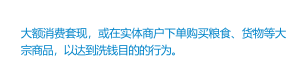 大额消费套现，或在实体商户下单购买粮食、货物等大
宗商品，以达到洗钱目的的行为。